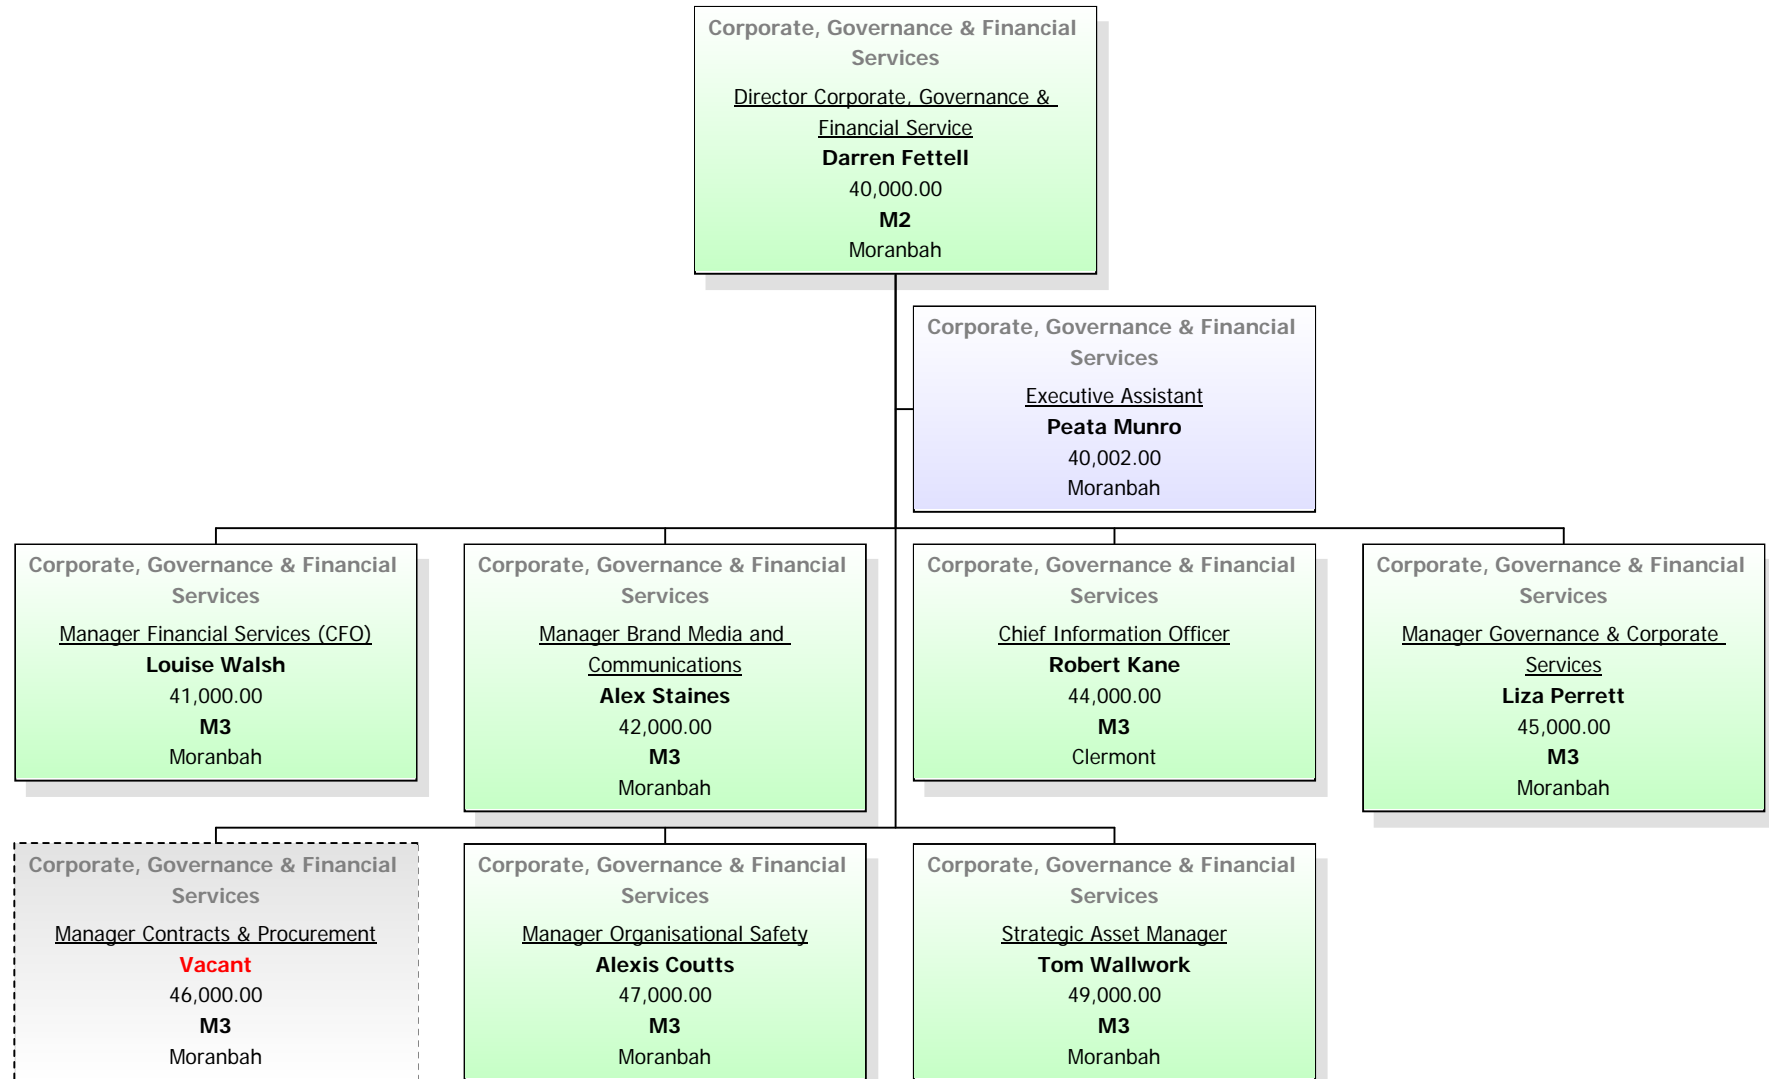 Corporate, Governance & Financial
Services
Director Corporate, Governance &
Financial Service
Darren Fettell
40,000.00
M2
Moranbah
Corporate, Governance & Financial
Services
Executive Assistant
Peata Munro
40,002.00
Moranbah
Corporate, Governance & Financial
Services
Manager Financial Services (CFO)
Louise Walsh
41,000.00
M3
Moranbah
Corporate, Governance & Financial
Services
Manager Brand Media and
Communications
Alex Staines
42,000.00
M3
Moranbah
Corporate, Governance & Financial
Services
Chief Information Officer
Robert Kane
44,000.00
M3
Clermont
Corporate, Governance & Financial
Services
Manager Governance & Corporate
Services
Liza Perrett
45,000.00
M3
Moranbah
Corporate, Governance & Financial
Services
Manager Contracts & Procurement
Vacant
46,000.00
M3
Moranbah
Corporate, Governance & Financial
Services
Manager Organisational Safety
Alexis Coutts
47,000.00
M3
Moranbah
Corporate, Governance & Financial
Services
Strategic Asset Manager
Tom Wallwork
49,000.00
M3
Moranbah